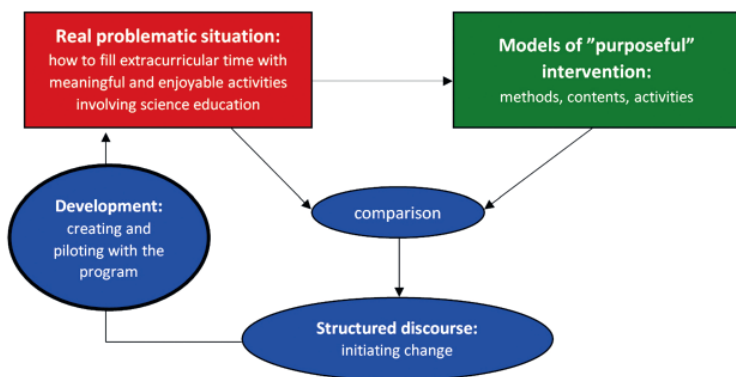 Real problematic situation:
how to fill extracurricular time with
meaningful and enjoyable activities
involving science education
Models of ”purposeful”
intervention:
methods, contents, activities
Development:
creating and
piloting with the
program
comparison
Structured discourse:
initiating change